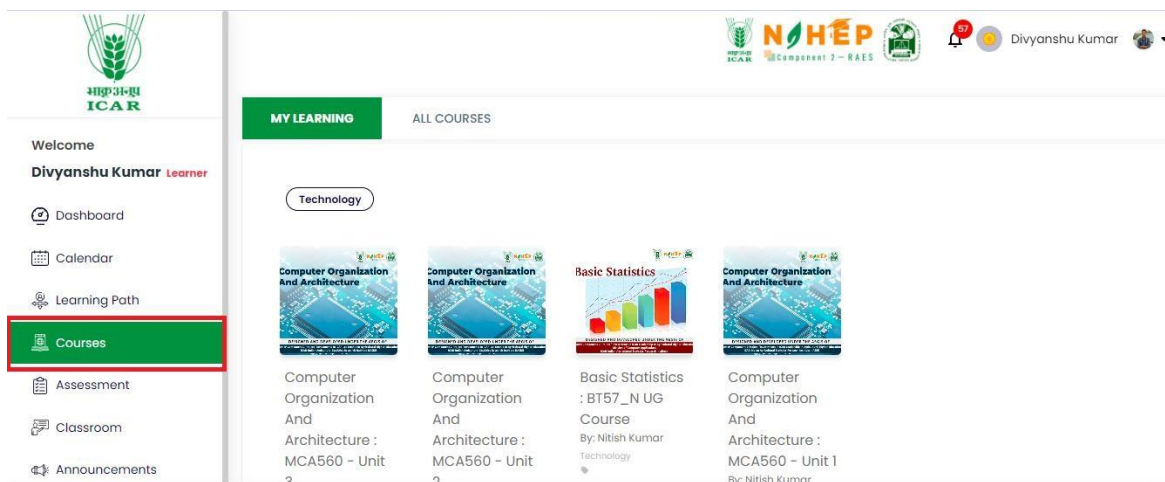 भाकृअनुप
ICAR
ICAR
NAHEP
Component 2 – RAES
57
Divyanshu Kumar
MY LEARNING
ALL COURSES
Welcome
Divyanshu Kumar Learner
Dashboard
Calendar
Learning Path
Courses
Assessment
Classroom
Announcements
Technology
Computer Organization
And Architecture
Computer
Organization
And
Architecture :
MCA560 - Unit
3
Computer Organization
And Architecture
Computer
Organization
And
Architecture :
MCA560 - Unit
2
Basic Statistics
Basic Statistics
: BT57_N UG
Course
By: Nitish Kumar
Technology
Computer Organization
And Architecture
Computer
Organization
And
Architecture :
MCA560 - Unit 1
By: Nitish Kumar